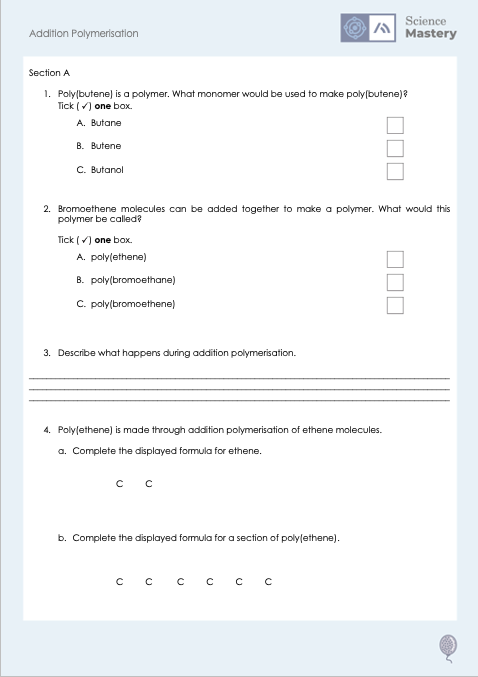 Addition Polymerisation
Science
Mastery
Section A
1. Poly(butene) is a polymer. What monomer would be used to make poly(butene)?
Tick (✓) one box.
A. Butane
B. Butene
C. Butanol
2. Bromoethene molecules can be added together to make a polymer. What would this
polymer be called?
Tick (✓) one box.
A. poly(ethene)
B. poly(bromoethane)
C. poly(bromoethene)
3. Describe what happens during addition polymerisation.
4. Poly(ethene) is made through addition polymerisation of ethene molecules.
a. Complete the displayed formula for ethene.
C C
b. Complete the displayed formula for a section of poly(ethene).
C C C C C C